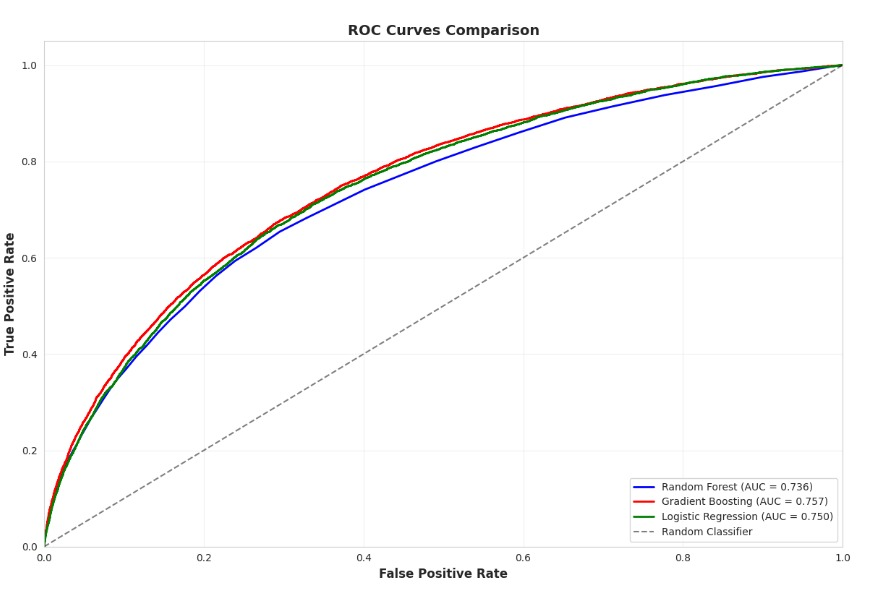 ROC Curves Comparison
True Positive Rate
1.0
0.8
0.6
0.4
0.2
0.0
0.0 0.2 0.4 0.6 0.8 1.0
False Positive Rate
Random Forest (AUC = 0.736)
Gradient Boosting (AUC = 0.757)
Logistic Regression (AUC = 0.750)
Random Classifier